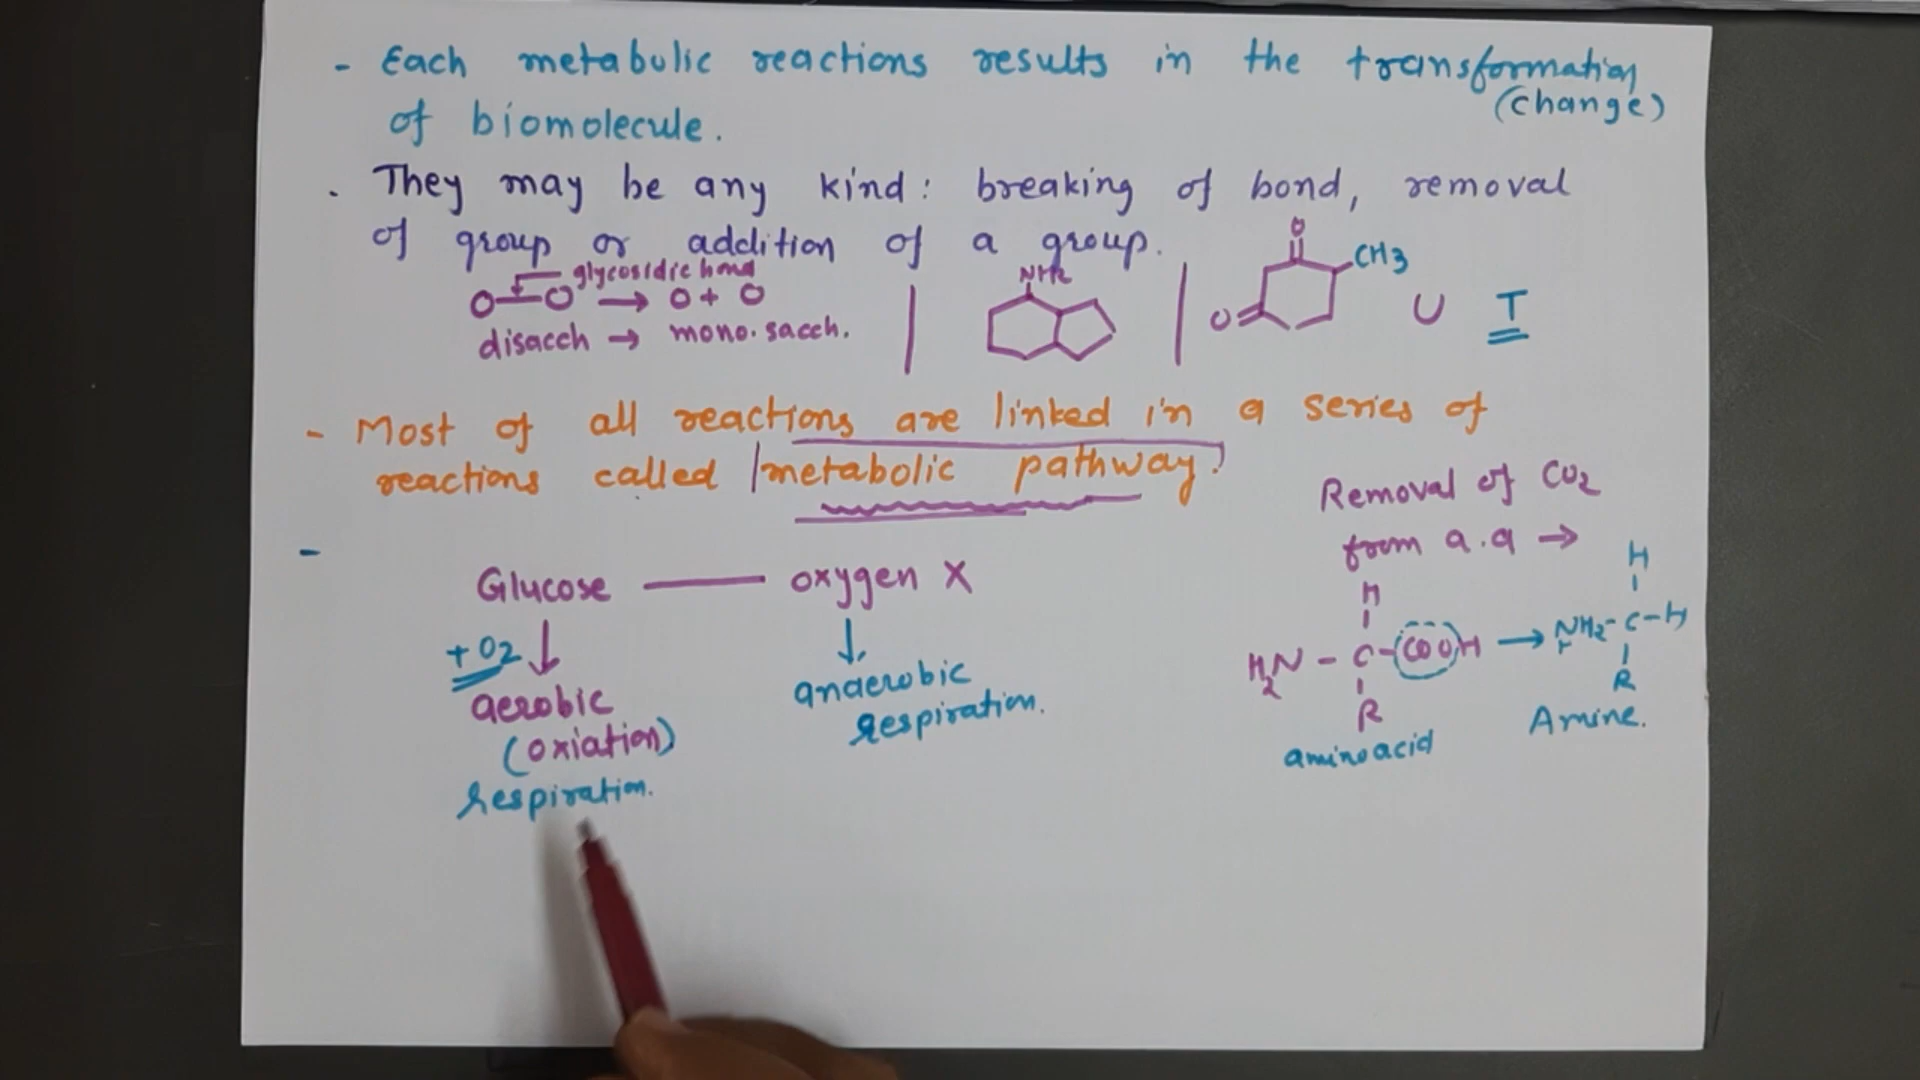 - Each metabolic reactions results in the transformation
(change)
of biomolecule.
. They may be any kind: breaking of bond, removal
of group or addition of a group.
glycosidic bond
O—O → O + O
disacch → mono. sacch.
NH2
O
CH3
O
U T
- Most of all reactions are linked in a series of
reactions called metabolic pathway.
-
Glucose — oxygen X
+ O2
aerobic
(oxiation)
respiration.
anaerobic
respiration.
Removal of CO2
from a.a →
H
H2N - C - COOH →
R
aminoacid
H
NH2 - C - H
R
Amine.